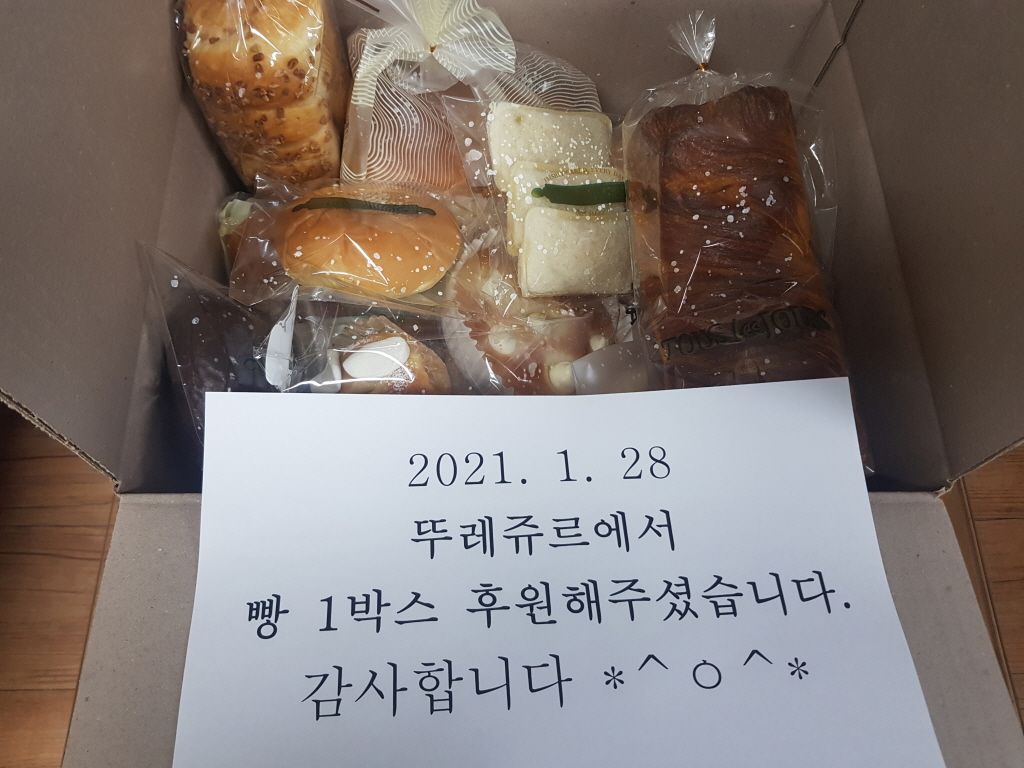 2021. 1. 28
뚜레쥬르에서
빵 1박스 후원해주셨습니다.
감사합니다 *^ㅇ^*